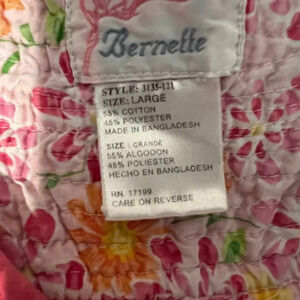 Bernette
STYLE: 3135-131
SIZE: LARGE
55% COTTON
45% POLYESTER
MADE IN BANGLADESH
SIZE : GRANDE
55% ALGODON
45% POLIESTER
HECHO EN BANGLADESH
RN. 17199
CARE ON REVERSE